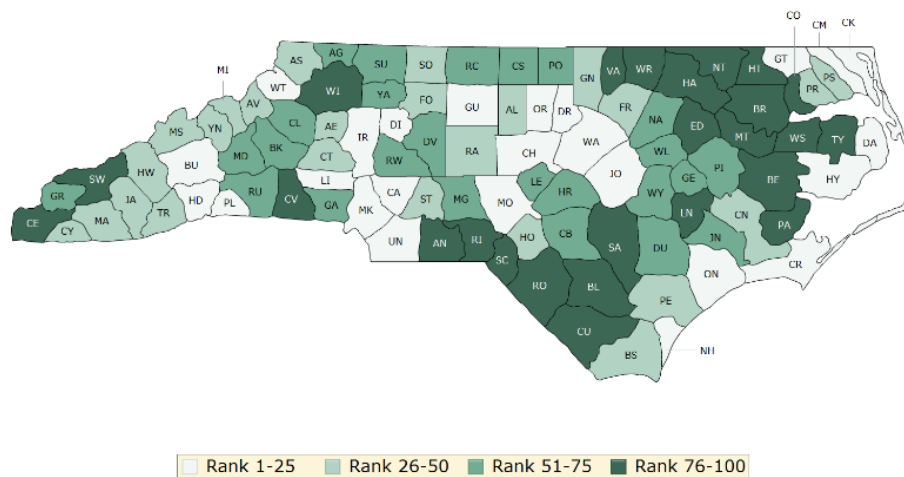 CO
CM
CK
MI
AS
AG
SU
SO
RC
CS
PO
GN
VA
WR
NT
HT
GT
HA
PS
PR
WT
WI
YA
FO
GU
AL
OR
DR
FR
BR
AV
CL
AE
IR
DI
NA
ED
MT
WS
TY
DA
MS
YN
BK
CT
DV
RW
RA
CH
WA
WL
MD
BU
HW
SW
LI
JO
GE
PI
BE
HY
GR
JA
HD
PL
RU
CV
GA
MK
CA
ST
MG
MO
LE
HR
WY
LN
CN
CE
CY
MA
TR
UN
AN
RI
HO
CB
SA
DU
JN
PA
SC
ON
CR
RO
BL
PE
CU
BS
NH
Rank 1-25 Rank 26-50 Rank 51-75 Rank 76-100